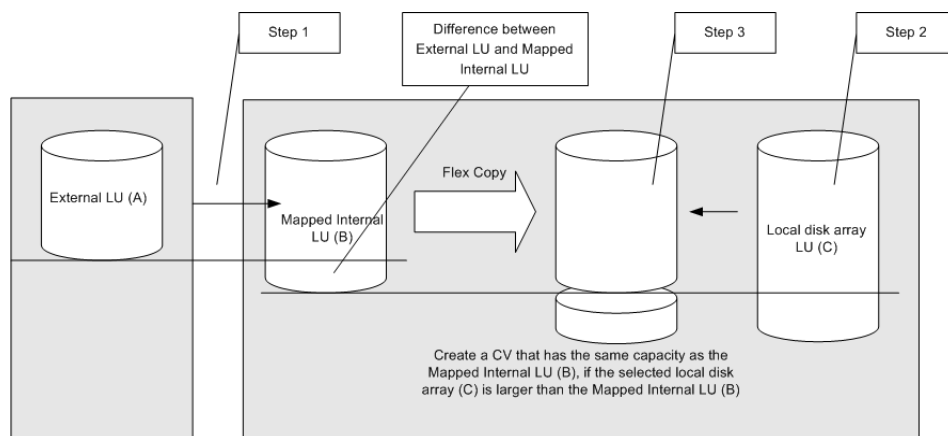 Step 1
Difference between
External LU and Mapped
Internal LU
Step 3
Step 2
External LU (A)
Mapped Internal
LU (B)
Flex Copy
Local disk array
LU (C)
Create a CV that has the same capacity as the
Mapped Internal LU (B), if the selected local disk
array (C) is larger than the Mapped Internal LU (B)